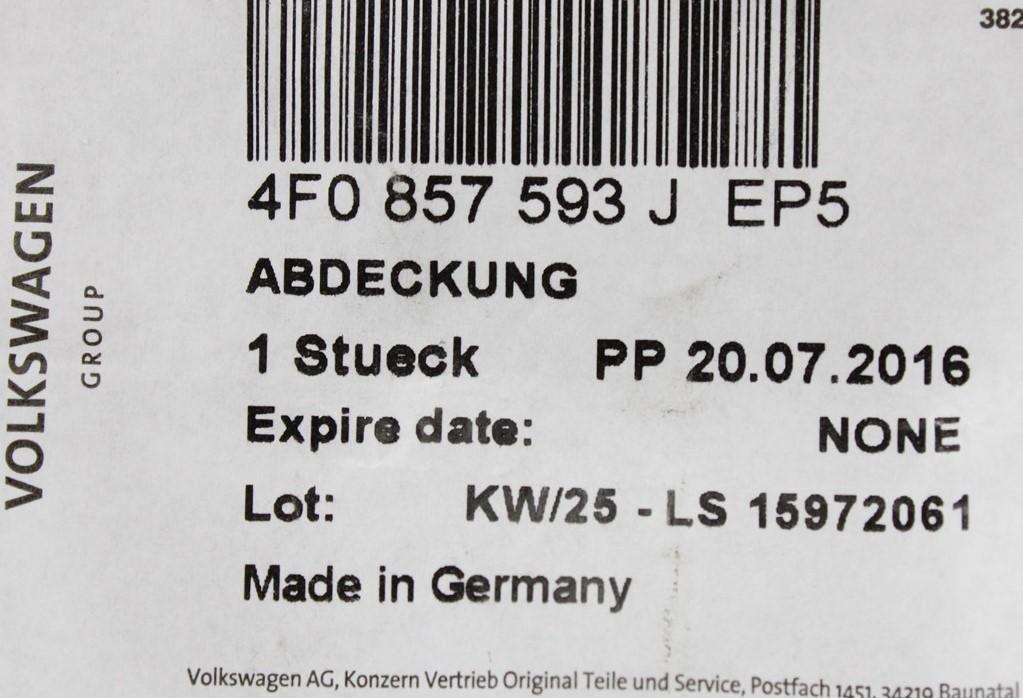 382
4F0 857 593 J EP5
ABDECKUNG
1 Stueck PP 20.07.2016
Expire date: NONE
Lot: KW/25 - LS 15972061
Made in Germany
Volkswagen AG, Konzern Vertrieb Original Teile und Service, Postfach 1451, 34219 Baunatal
VOLKSWAGEN
GROUP